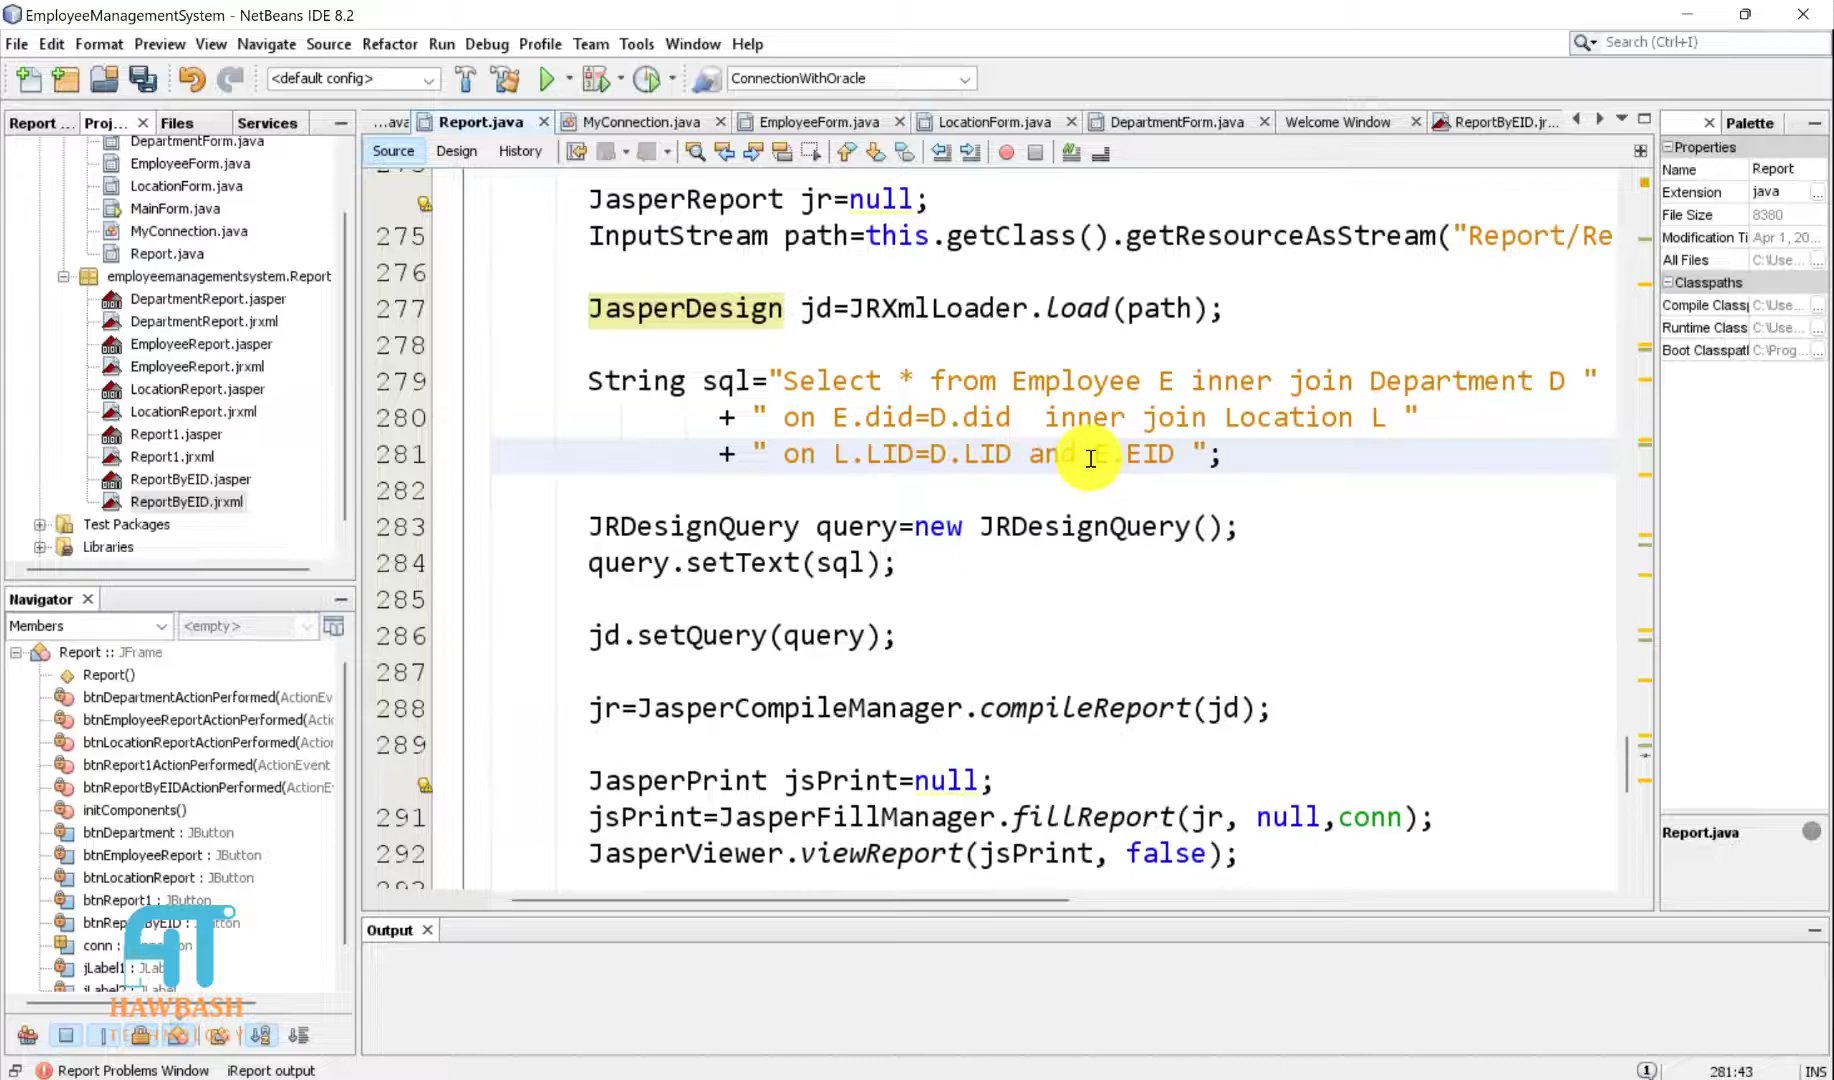 EmployeeManagementSystem - NetBeans IDE 8.2
File Edit Format Preview View Navigate Source Refactor Run Debug Profile Team Tools Window Help
Search (Ctrl+I)
<default config>
ConnectionWithOracle
Report ... Proj... Files Services
...ava Report.java MyConnection.java EmployeeForm.java LocationForm.java DepartmentForm.java Welcome Window ReportByEID.jr...
Palette
Source Design History
DepartmentForm.java
EmployeeForm.java
LocationForm.java
MainForm.java
MyConnection.java
Report.java
employeemanagementsystem.Report
DepartmentReport.jasper
DepartmentReport.jrxml
EmployeeReport.jasper
EmployeeReport.jrxml
LocationReport.jasper
LocationReport.jrxml
Report1.jasper
Report1.jrxml
ReportByEID.jasper
ReportByEID.jrxml
Test Packages
Libraries
Navigator
Members
<empty>
Report :: JFrame
Report()
btnDepartmentActionPerformed(ActionEv
btnEmployeeReportActionPerformed(Actic
btnLocationReportActionPerformed(Action
btnReport1ActionPerformed(ActionEvent
btnReportByEIDActionPerformed(ActionE
initComponents()
btnDepartment : JButton
btnEmployeeReport : JButton
btnLocationReport : JButton
btnReport1 : JButton
conn :
HAWBASH
JasperReport jr=null;
275 InputStream path=this.getClass().getResourceAsStream("Report/Re
276
277 JasperDesign jd=JRXmlLoader.load(path);
278
279 String sql="Select * from Employee E inner join Department D "
280 + " on E.did=D.did  inner join Location L "
281 + " on L.LID=D.LID and E.EID ";
282
283 JRDesignQuery query=new JRDesignQuery();
284 query.setText(sql);
285
286 jd.setQuery(query);
287
288 jr=JasperCompileManager.compileReport(jd);
289
JasperPrint jsPrint=null;
291 jsPrint=JasperFillManager.fillReport(jr, null,conn);
292 JasperViewer.viewReport(jsPrint, false);
Output
Properties
Name Report
Extension java ...
File Size 8380
Modification Ti Apr 1, 20...
All Files C:\Use... ...
Classpaths
Compile Classp C:\Use... ...
Runtime Class C:\Use... ...
Boot Classpatl C:\Prog... ...
Report.java
Report Problems Window iReport output
1 281:43 INS